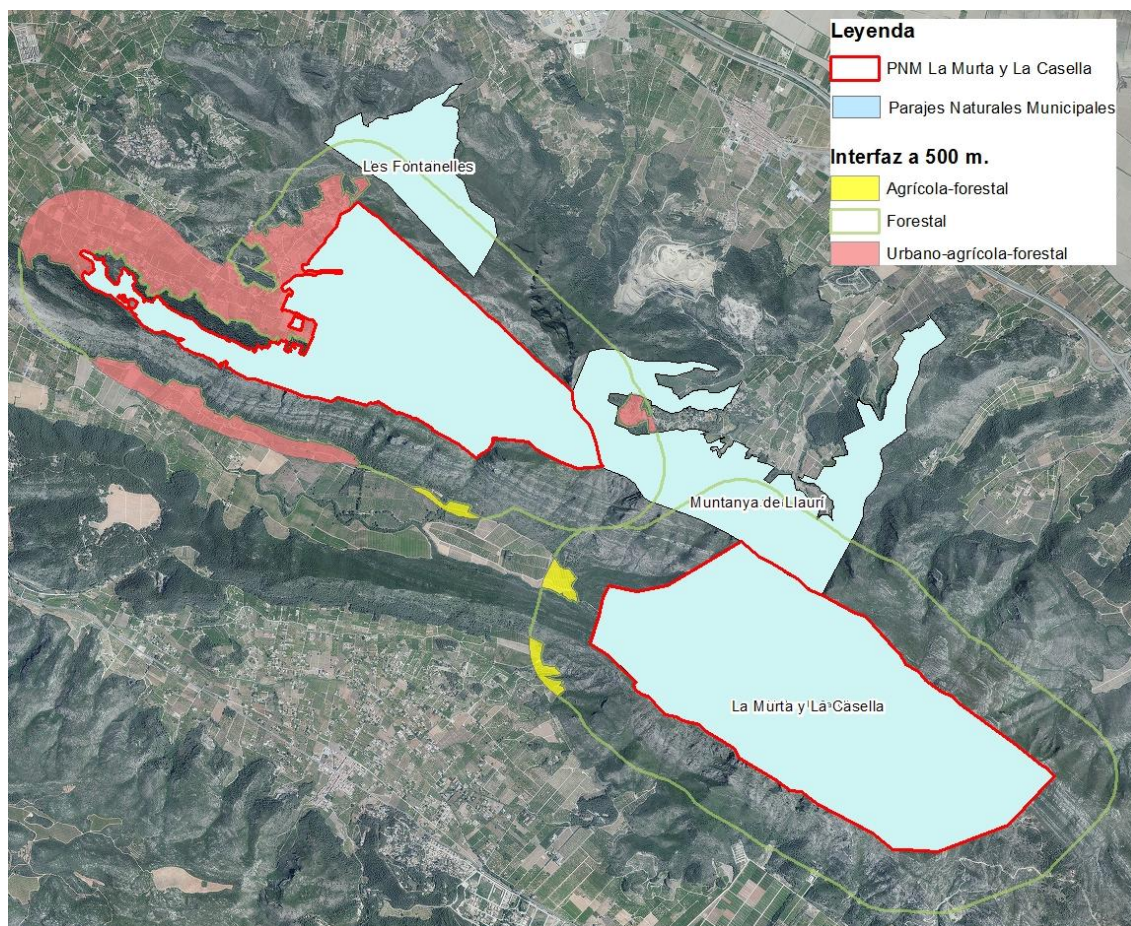 Leyenda
PNM La Murta y La Casella
Parajes Naturales Municipales
Interfaz a 500 m.
Agrícola-forestal
Forestal
Urbano-agrícola-forestal
Les Fontanelles
Muntanya de Llaurí
La Murta y La Casella